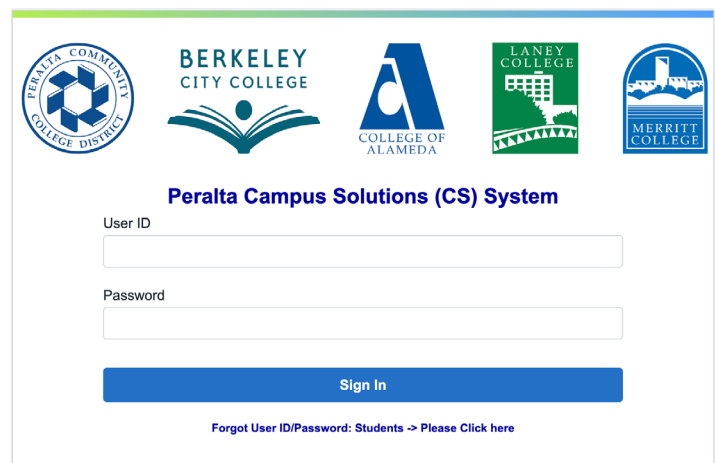 PERALTA COMMUNITY
COLLEGE DISTRICT
BERKELEY
CITY COLLEGE
COLLEGE OF
ALAMEDA
LANEY
COLLEGE
MERRITT
COLLEGE
Peralta Campus Solutions (CS) System
User ID
Password
Sign In
Forgot User ID/Password: Students -> Please Click here